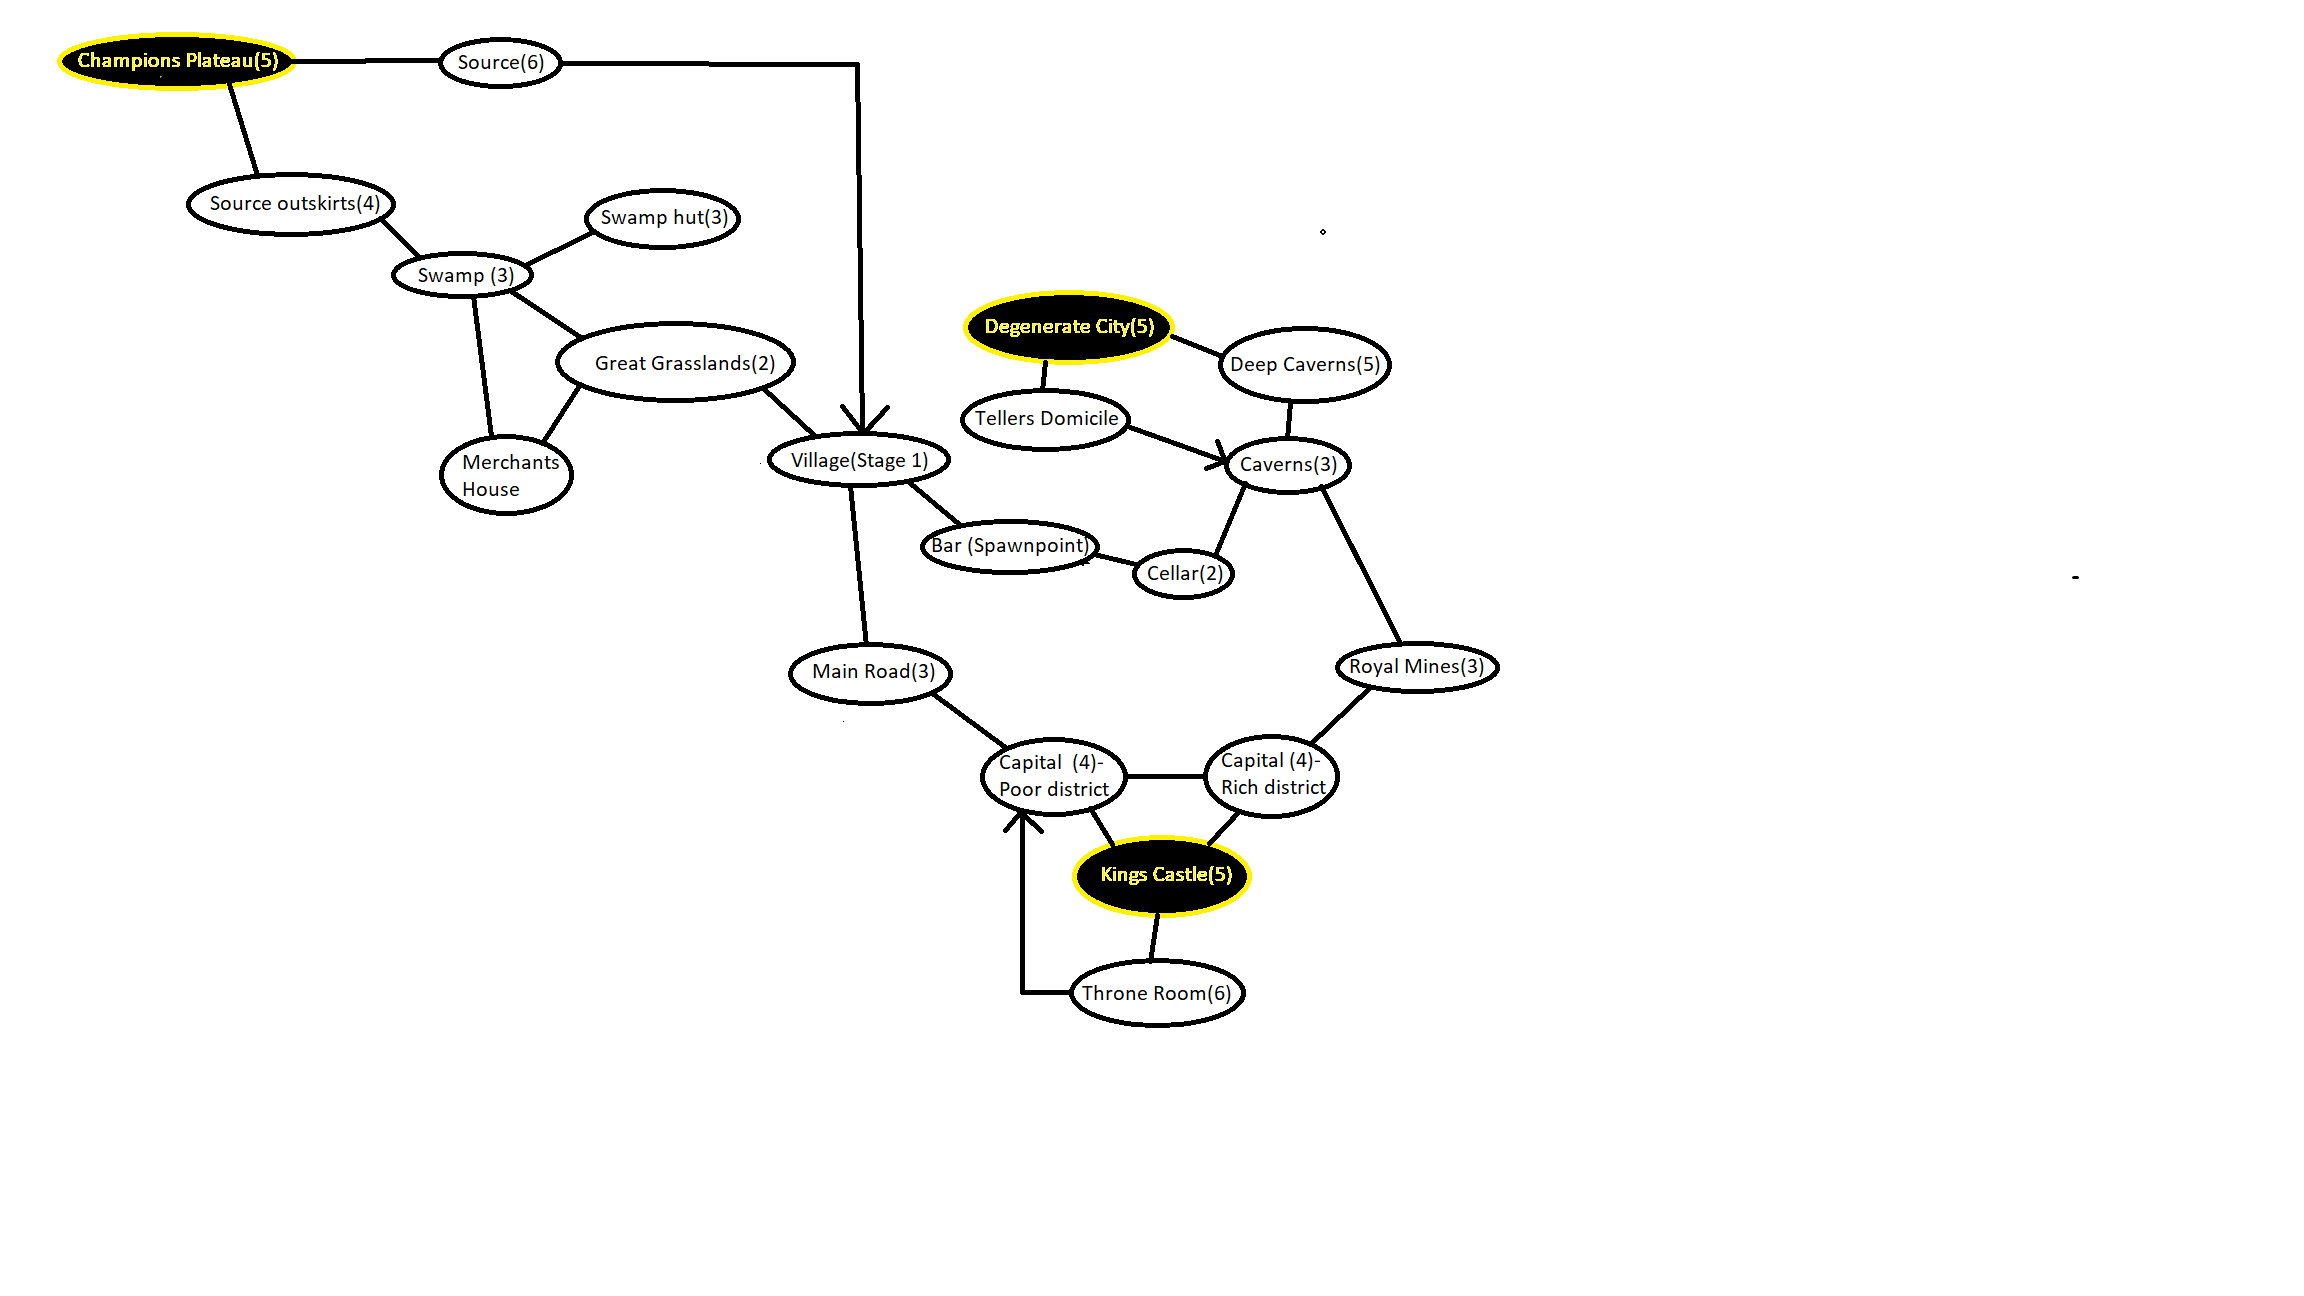 Champions Plateau(5)
Source(6)
Source outskirts(4)
Swamp hut(3)
Swamp (3)
Great Grasslands(2)
Merchants
House
Village(Stage 1)
Degenerate City(5)
Deep Caverns(5)
Tellers Domicile
Caverns(3)
Bar (Spawnpoint)
Cellar(2)
Main Road(3)
Royal Mines(3)
Capital  (4)-
Poor district
Capital (4)-
Rich district
Kings Castle(5)
Throne Room(6)